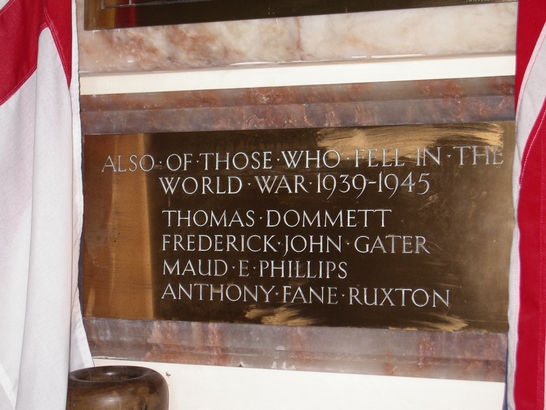 ALSO·OF·THOSE·WHO·FELL·IN·THE
WORLD·WAR·1939-1945
THOMAS·DOMMETT
FREDERICK·JOHN·GATER
MAUD·E·PHILLIPS
ANTHONY·FANE·RUXTON